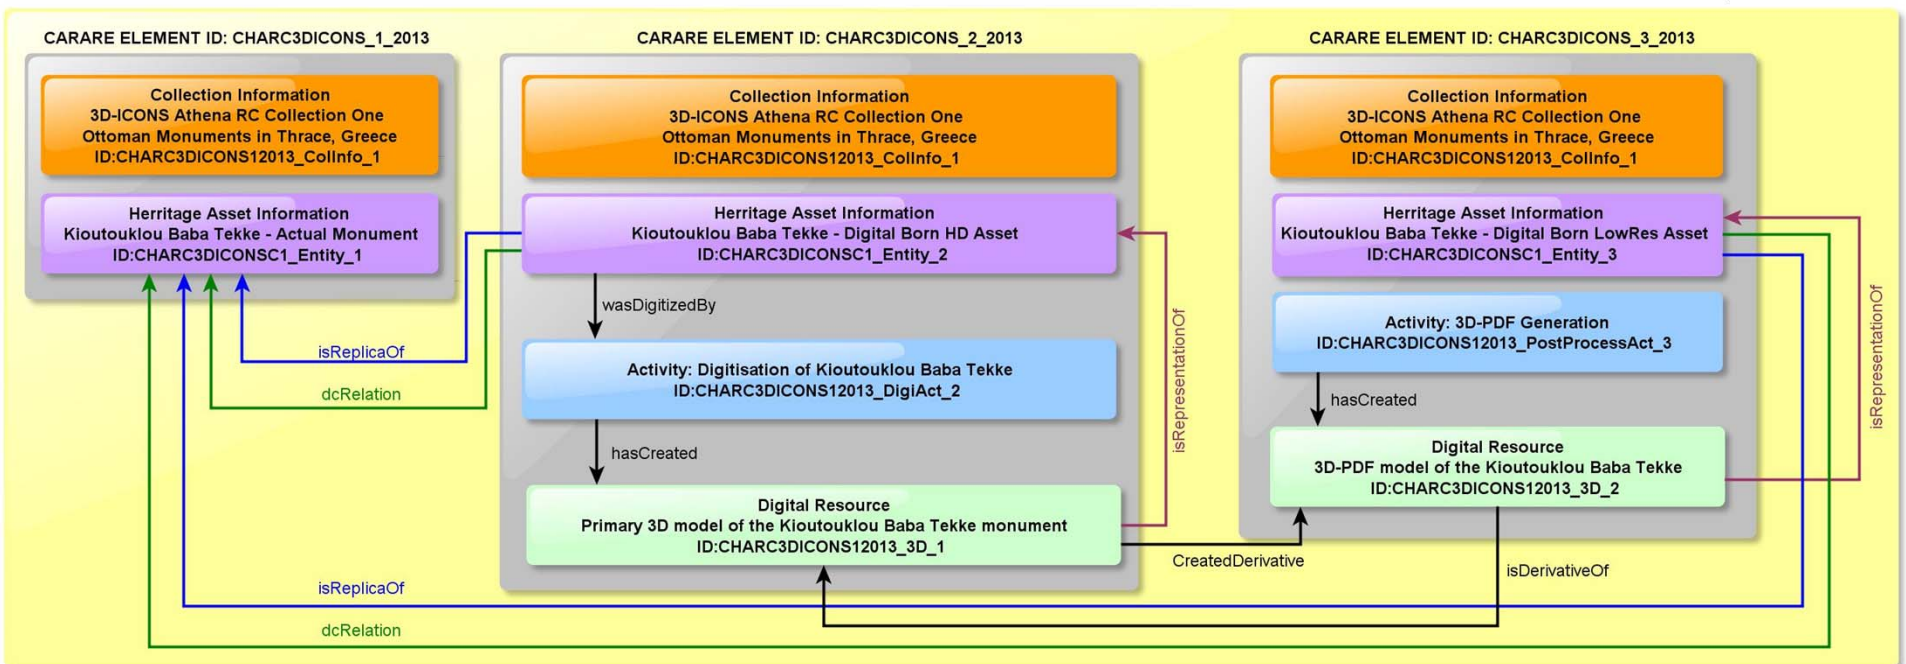 CARARE ELEMENT ID: CHARC3DICONS_1_2013
Collection Information
3D-ICONS Athena RC Collection One
Ottoman Monuments in Thrace, Greece
ID:CHARC3DICONS12013_ColInfo_1
Herritage Asset Information
Kioutouklou Baba Tekke - Actual Monument
ID:CHARC3DICONSC1_Entity_1
CARARE ELEMENT ID: CHARC3DICONS_2_2013
Collection Information
3D-ICONS Athena RC Collection One
Ottoman Monuments in Thrace, Greece
ID:CHARC3DICONS12013_ColInfo_1
Herritage Asset Information
Kioutouklou Baba Tekke - Digital Born HD Asset
ID:CHARC3DICONSC1_Entity_2
wasDigitizedBy
Activity: Digitisation of Kioutouklou Baba Tekke
ID:CHARC3DICONS12013_DigiAct_2
hasCreated
Digital Resource
Primary 3D model of the Kioutouklou Baba Tekke monument
ID:CHARC3DICONS12013_3D_1
isRepresentationOf
CARARE ELEMENT ID: CHARC3DICONS_3_2013
Collection Information
3D-ICONS Athena RC Collection One
Ottoman Monuments in Thrace, Greece
ID:CHARC3DICONS12013_ColInfo_1
Herritage Asset Information
Kioutouklou Baba Tekke - Digital Born LowRes Asset
ID:CHARC3DICONSC1_Entity_3
Activity: 3D-PDF Generation
ID:CHARC3DICONS12013_PostProcessAct_3
hasCreated
Digital Resource
3D-PDF model of the Kioutouklou Baba Tekke
ID:CHARC3DICONS12013_3D_2
isRepresentationOf
isReplicaOf
dcRelation
CreatedDerivative
isDerivativeOf
isReplicaOf
dcRelation